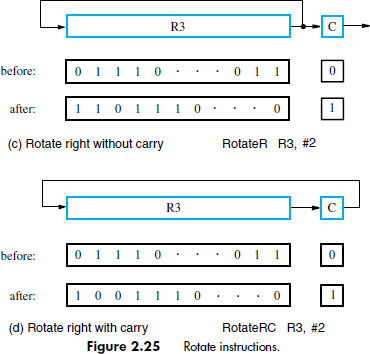 R3 C
before: 0 1 1 1 0 · · · 0 1 1 0
after: 1 1 0 1 1 1 0 · · · 0 1
(c) Rotate right without carry RotateR R3, #2
R3 C
before: 0 1 1 1 0 · · · 0 1 1 0
after: 1 0 0 1 1 1 0 · · · 0 1
(d) Rotate right with carry RotateRC R3, #2
Figure 2.25 Rotate instructions.